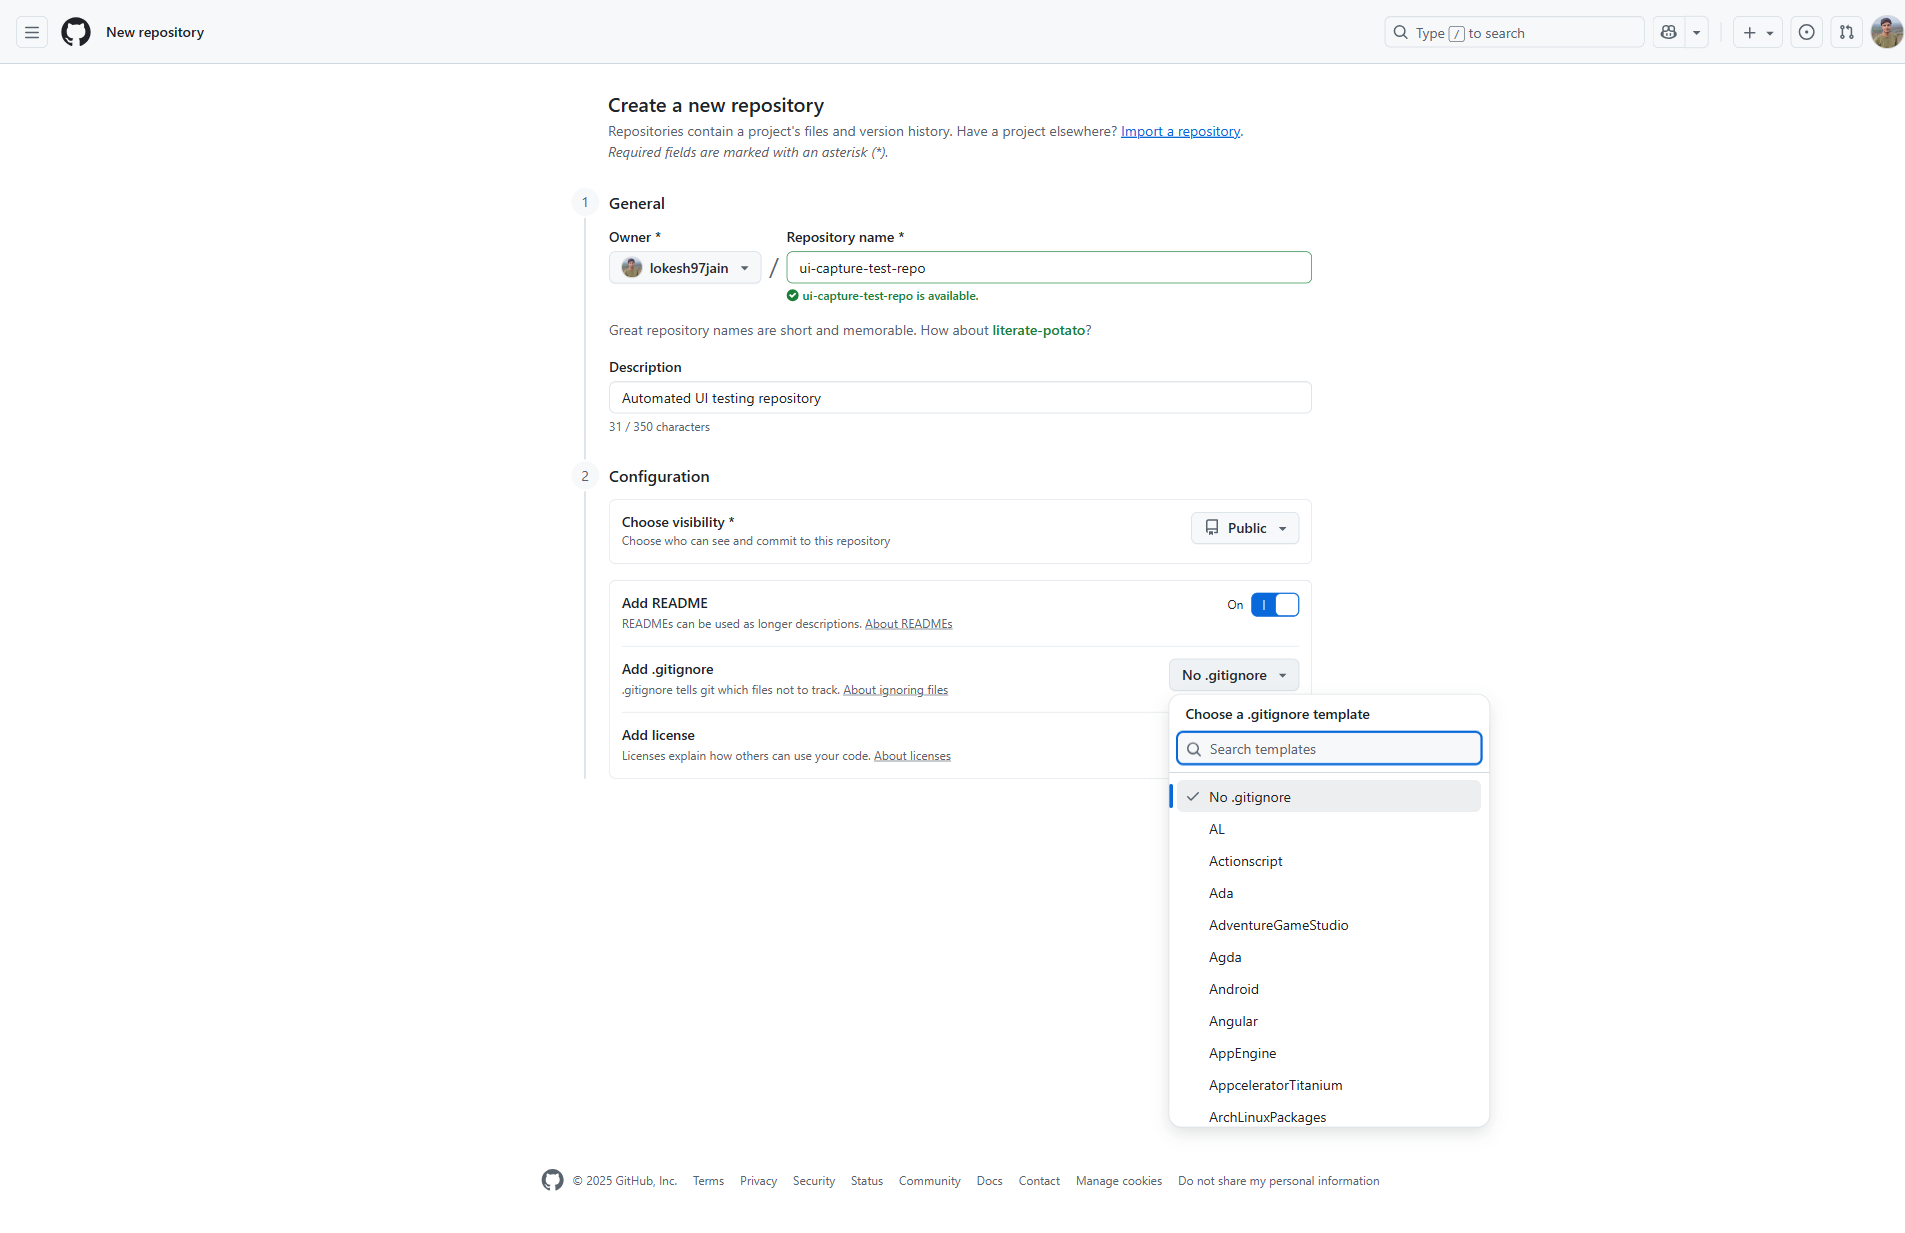 New repository
Type / to search
Create a new repository
Repositories contain a project's files and version history. Have a project elsewhere? Import a repository.
Required fields are marked with an asterisk (*).
1 General
Owner * Repository name *
lokesh97jain / ui-capture-test-repo
ui-capture-test-repo is available.
Great repository names are short and memorable. How about literate-potato?
Description
Automated UI testing repository
31 / 350 characters
2 Configuration
Choose visibility *
Choose who can see and commit to this repository
Public
Add README
READMEs can be used as longer descriptions. About READMEs
On
Add .gitignore
.gitignore tells git which files not to track. About ignoring files
No .gitignore
Add license
Licenses explain how others can use your code. About licenses
Choose a .gitignore template
Search templates
No .gitignore
AL
Actionscript
Ada
AdventureGameStudio
Agda
Android
Angular
AppEngine
AppceleratorTitanium
ArchLinuxPackages
© 2025 GitHub, Inc. Terms Privacy Security Status Community Docs Contact Manage cookies Do not share my personal information